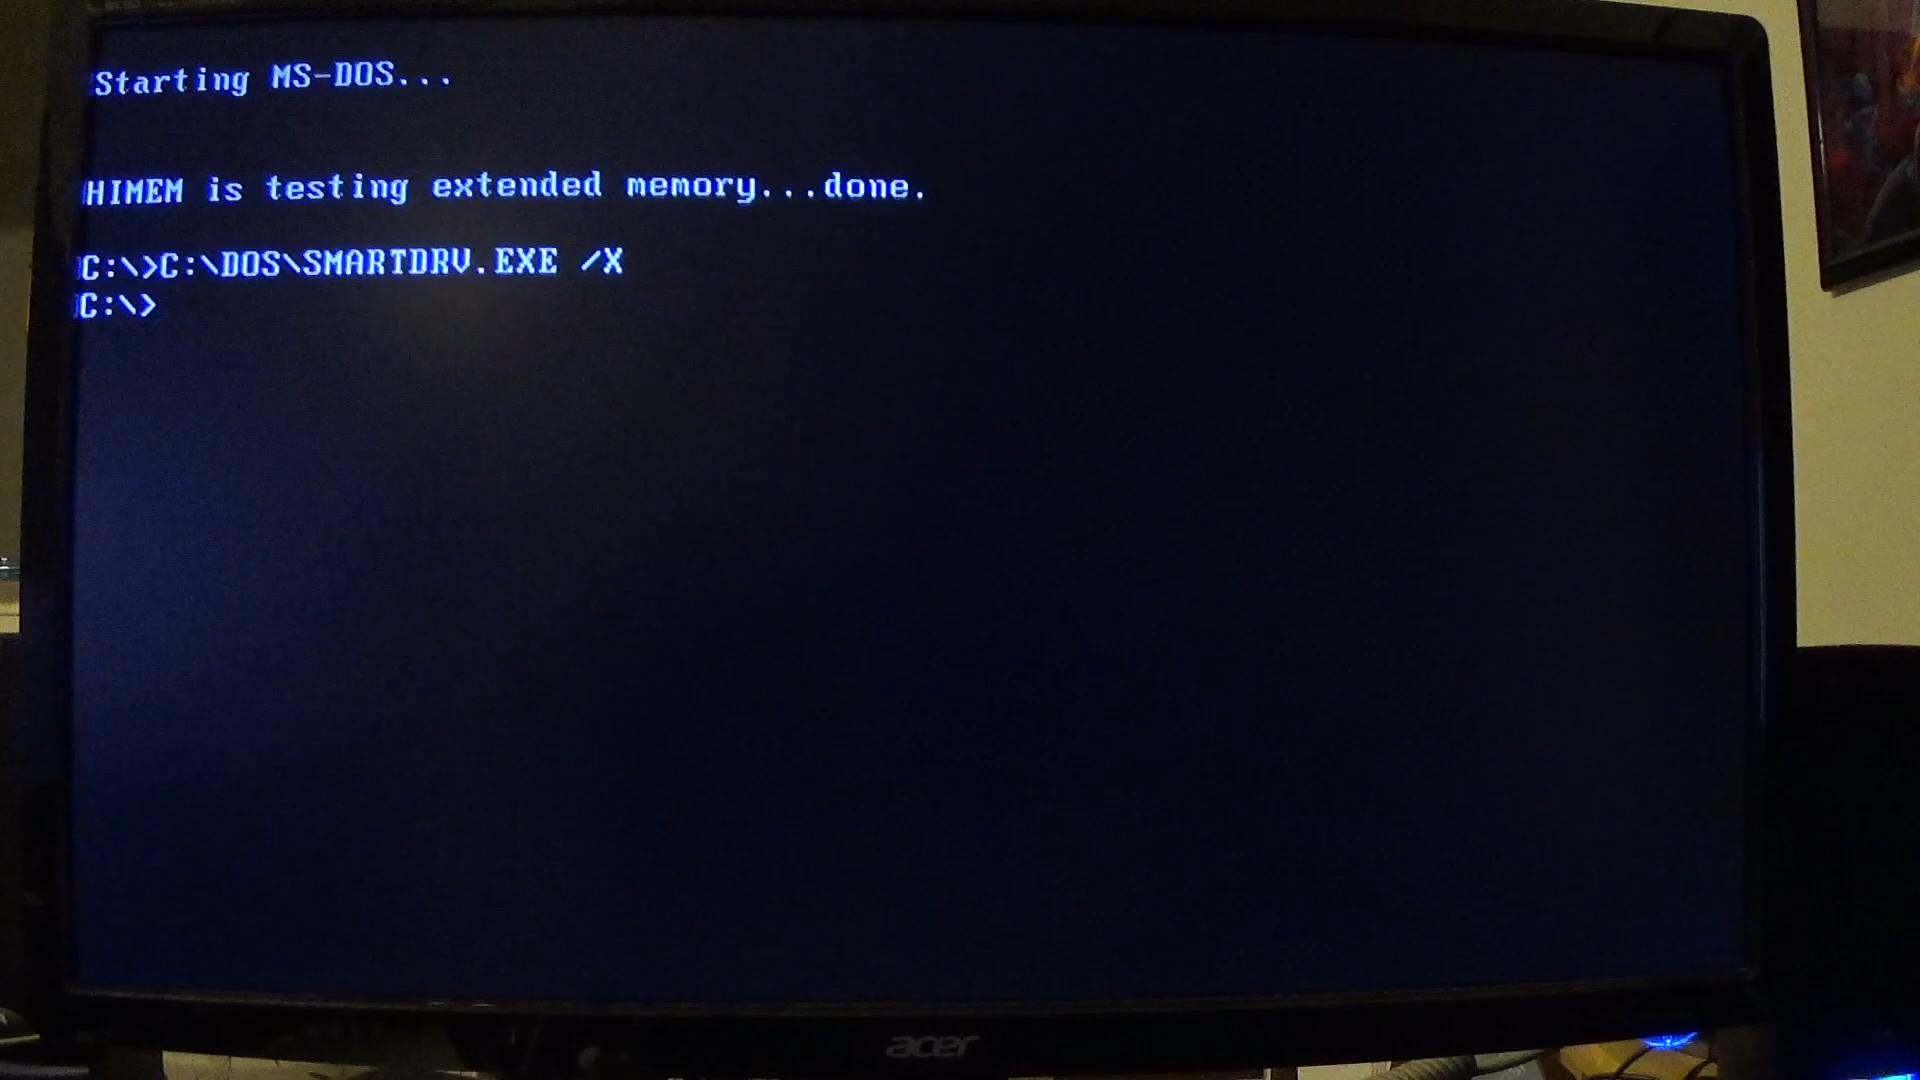 Starting MS-DOS...
HIMEM is testing extended memory...done.
C:\>C:\DOS\SMARTDRV.EXE /X
C:\>
acer